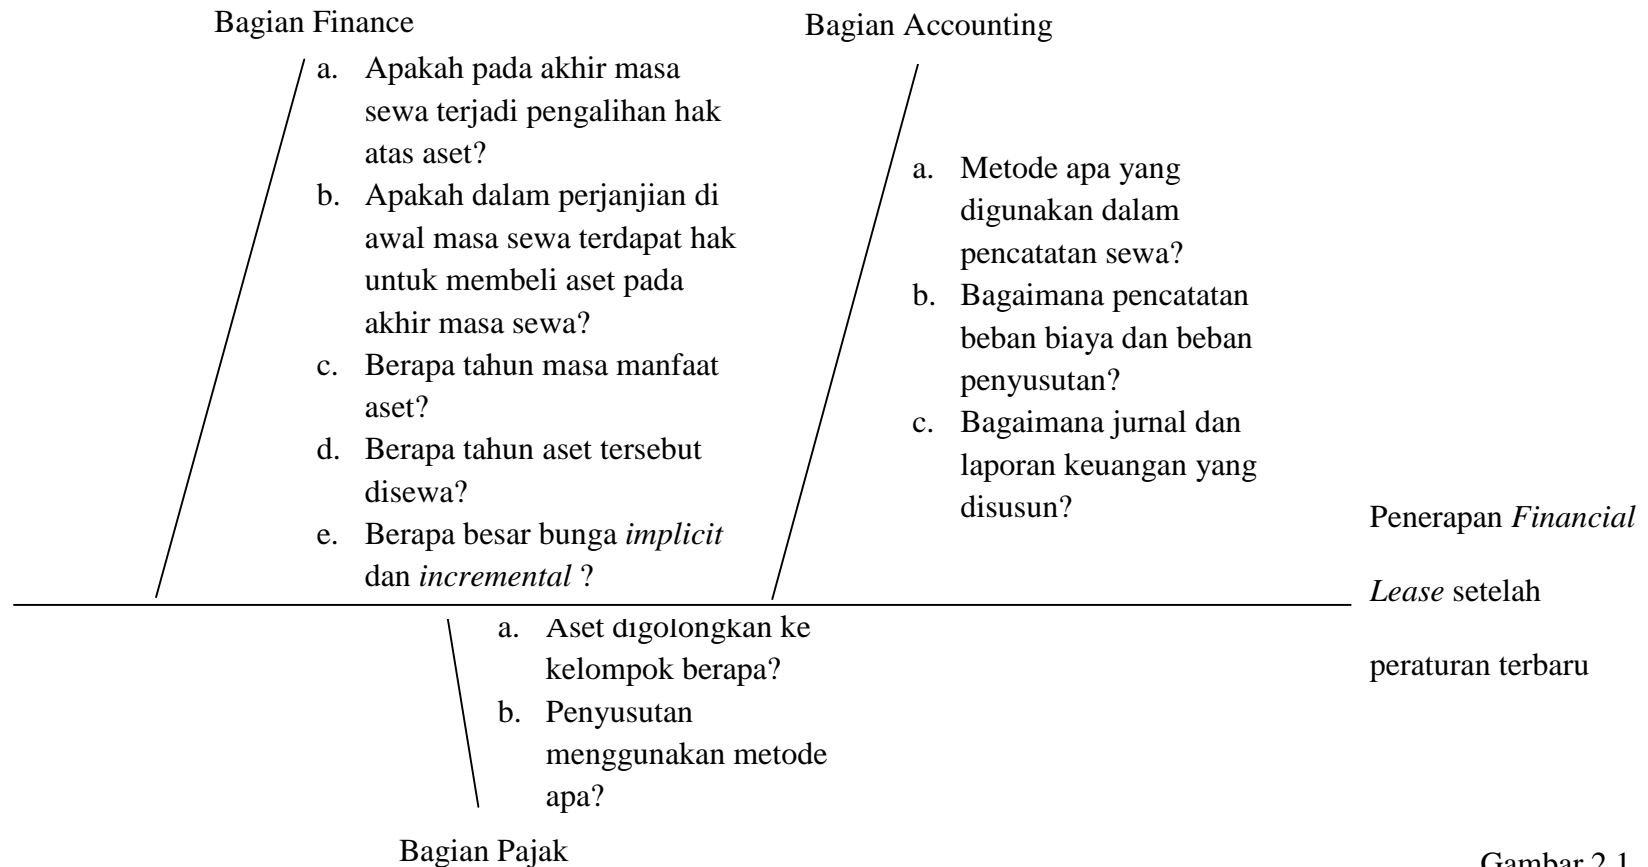 Bagian Finance
a. Apakah pada akhir masa
sewa terjadi pengalihan hak
atas aset?
b. Apakah dalam perjanjian di
awal masa sewa terdapat hak
untuk membeli aset pada
akhir masa sewa?
c. Berapa tahun masa manfaat
aset?
d. Berapa tahun aset tersebut
disewa?
e. Berapa besar bunga implicit
dan incremental ?
Bagian Accounting
a. Metode apa yang
digunakan dalam
pencatatan sewa?
b. Bagaimana pencatatan
beban biaya dan beban
penyusutan?
c. Bagaimana jurnal dan
laporan keuangan yang
disusun?
Penerapan Financial
Lease setelah
peraturan terbaru
a. Aset digolongkan ke
kelompok berapa?
b. Penyusutan
menggunakan metode
apa?
Bagian Pajak
Gambar 2.1